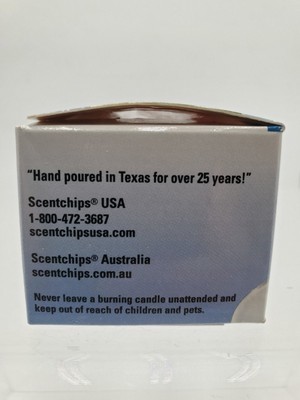 "Hand poured in Texas for over 25 years!"
Scentchips® USA
1-800-472-3687
scentchipsusa.com
Scentchips® Australia
scentchips.com.au
Never leave a burning candle unattended and
keep out of reach of children and pets.